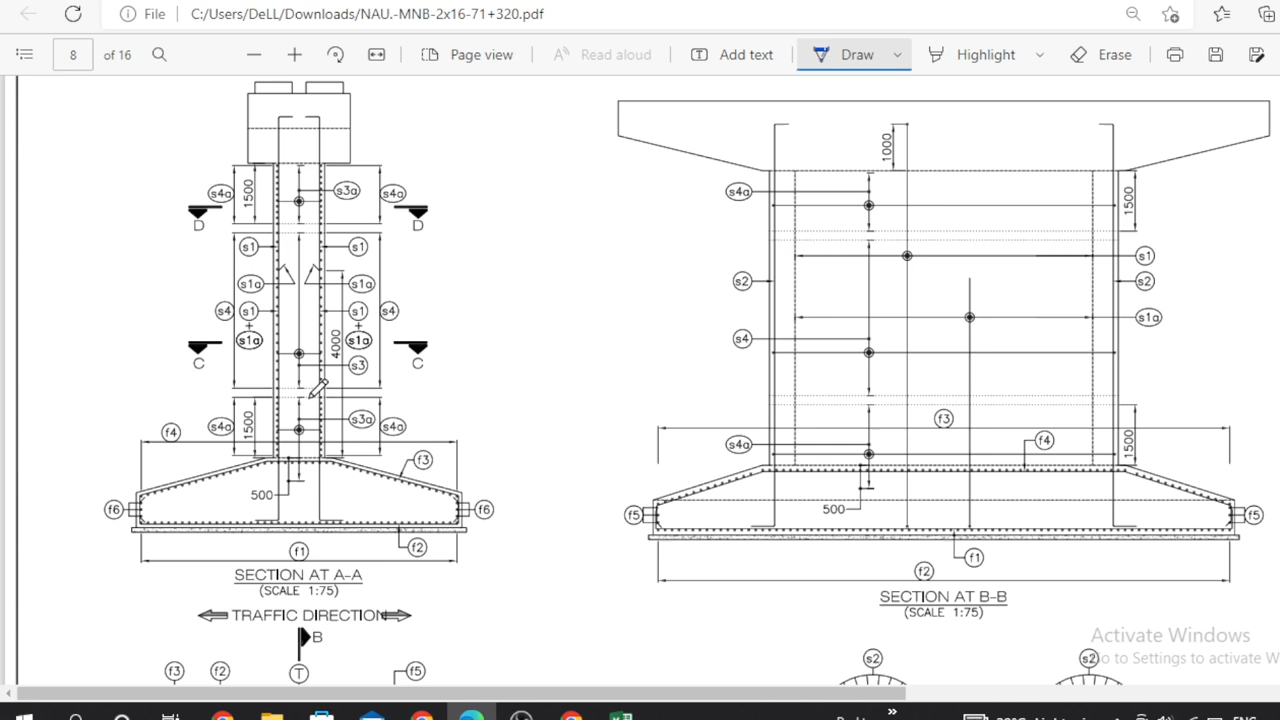 File C:/Users/DeLL/Downloads/NAU.-MNB-2x16-71+320.pdf
8 of 16 Page view Read aloud Add text Draw Highlight Erase
1500
s4a
s3a
s4a
D
D
s1
s1
s1a
s1a
s4
s1
s1
s4
+
+
s1a
s1a
4000
C
C
s3
s4a
1500
s3a
s4a
f4
f3
500
f6
f6
f2
f1
SECTION AT A-A
(SCALE 1:75)
TRAFFIC DIRECTION
B
f3
f2
T
f5
1000
s4a
1500
s1
s2
s2
s1a
s4
f3
f4
s4a
1500
500
f5
f5
f1
f2
SECTION AT B-B
(SCALE 1:75)
s2
s2
Activate Windows
Go to Settings to activate W
ENG